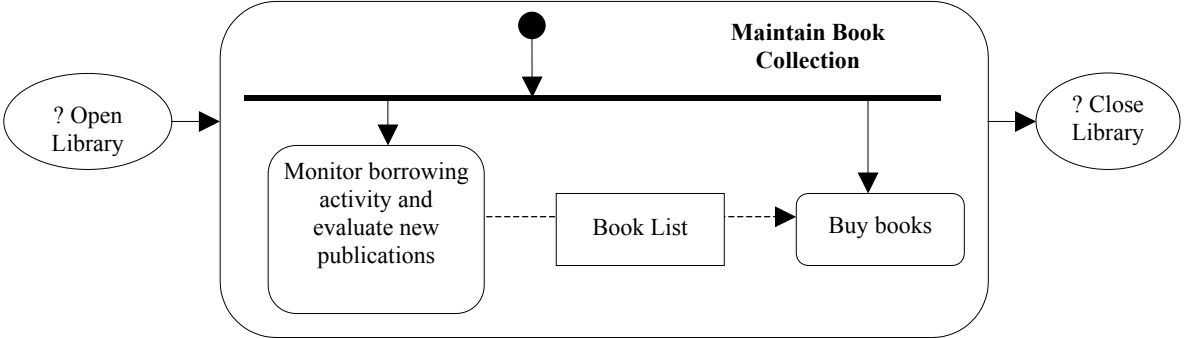 Maintain Book
Collection
? Open
Library
? Close
Library
Monitor borrowing
activity and
evaluate new
publications
Book List
Buy books